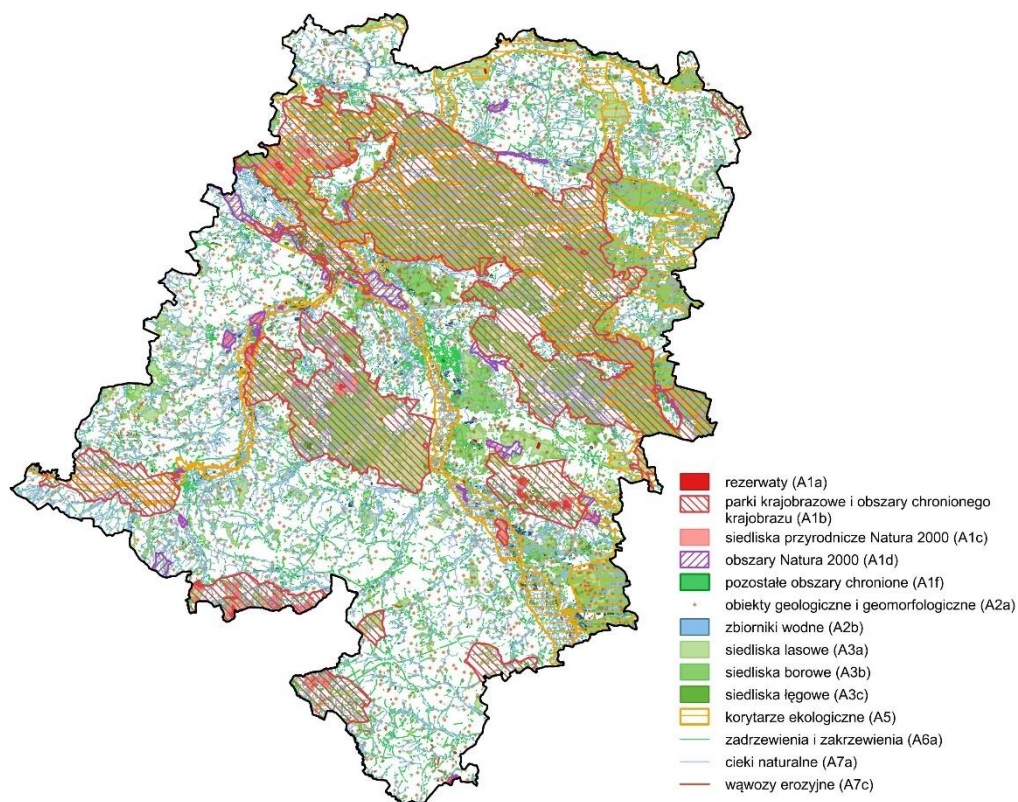 rezerwaty (A1a)
parki krajobrazowe i obszary chronionego
krajobrazu (A1b)
siedliska przyrodnicze Natura 2000 (A1c)
obszary Natura 2000 (A1d)
pozostałe obszary chronione (A1f)
obiekty geologiczne i geomorfologiczne (A2a)
zbiorniki wodne (A2b)
siedliska lasowe (A3a)
siedliska borowe (A3b)
siedliska łęgowe (A3c)
korytarze ekologiczne (A5)
zadrzewienia i zakrzewienia (A6a)
cieki naturalne (A7a)
wąwozy erozyjne (A7c)